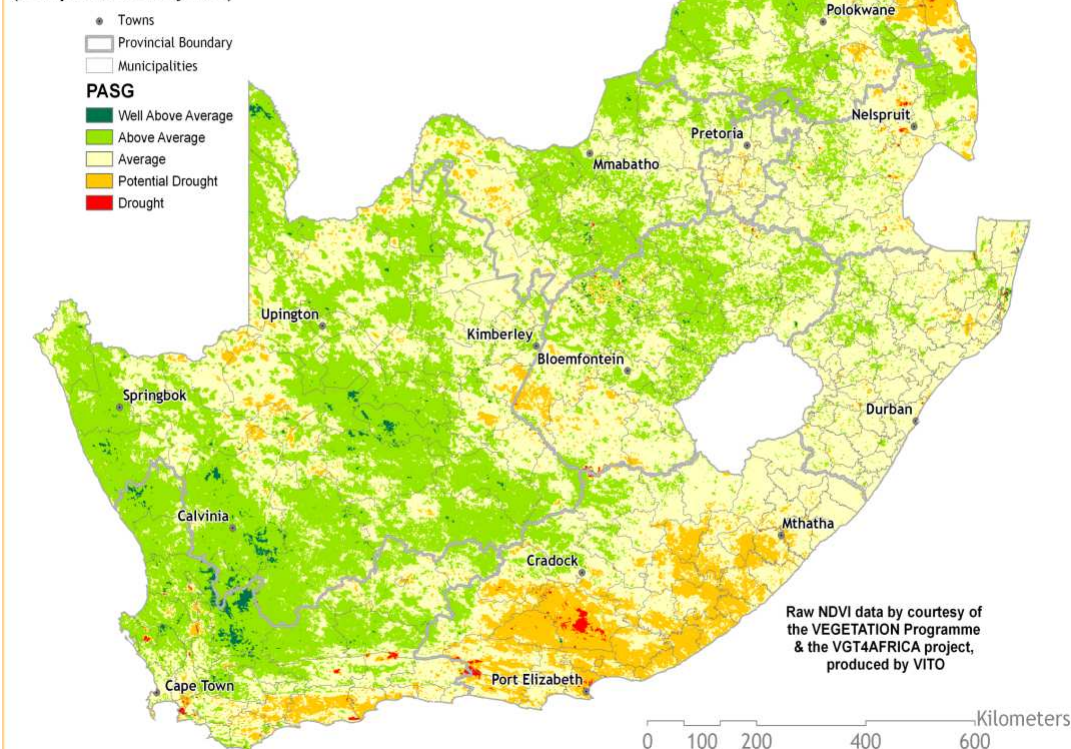 Towns
Provincial Boundary
Municipalities
PASG
Well Above Average
Above Average
Average
Potential Drought
Drought
Polokwane
Nelspruit
Pretoria
Mmabatho
Upington
Kimberley
Bloemfontein
Springbok
Durban
Calvinia
Mthatha
Cradock
Raw NDVI data by courtesy of
the VEGETATION Programme
& the VGT4AFRICA project,
produced by VITO
Port Elizabeth
Cape Town
Kilometers
0 100 200 400 600